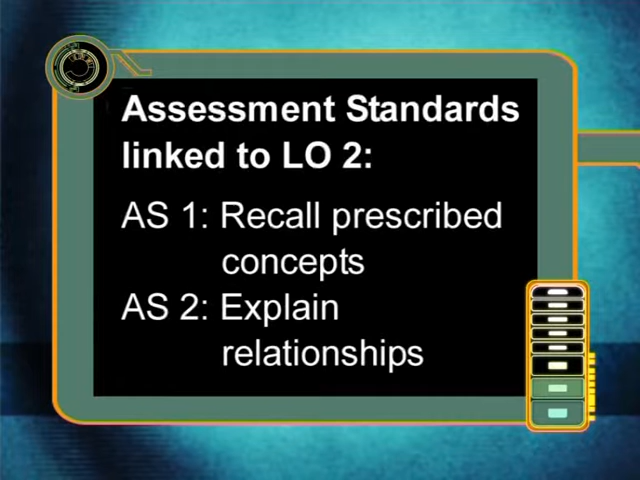 Assessment Standards
linked to LO 2:
AS 1: Recall prescribed
concepts
AS 2: Explain
relationships